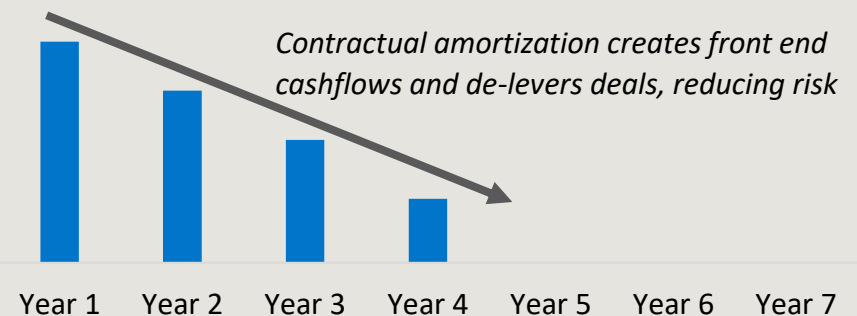 Contractual amortization creates front end
cashflows and de-levers deals, reducing risk
Year 1 Year 2 Year 3 Year 4 Year 5 Year 6 Year 7